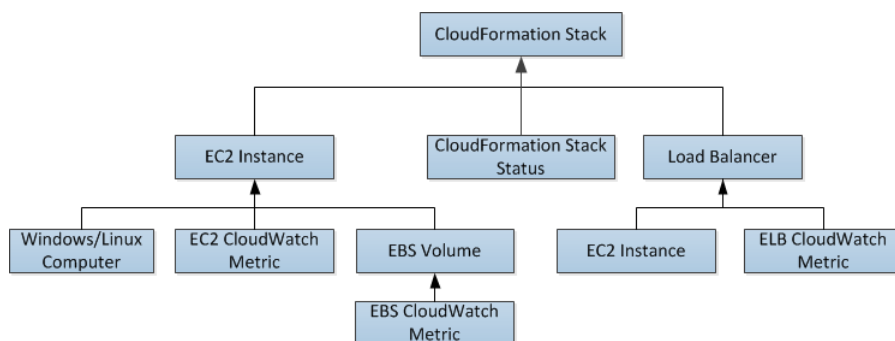 CloudFormation Stack
EC2 Instance
CloudFormation Stack
Status
Load Balancer
Windows/Linux
Computer
EC2 CloudWatch
Metric
EBS Volume
EC2 Instance
ELB CloudWatch
Metric
EBS CloudWatch
Metric